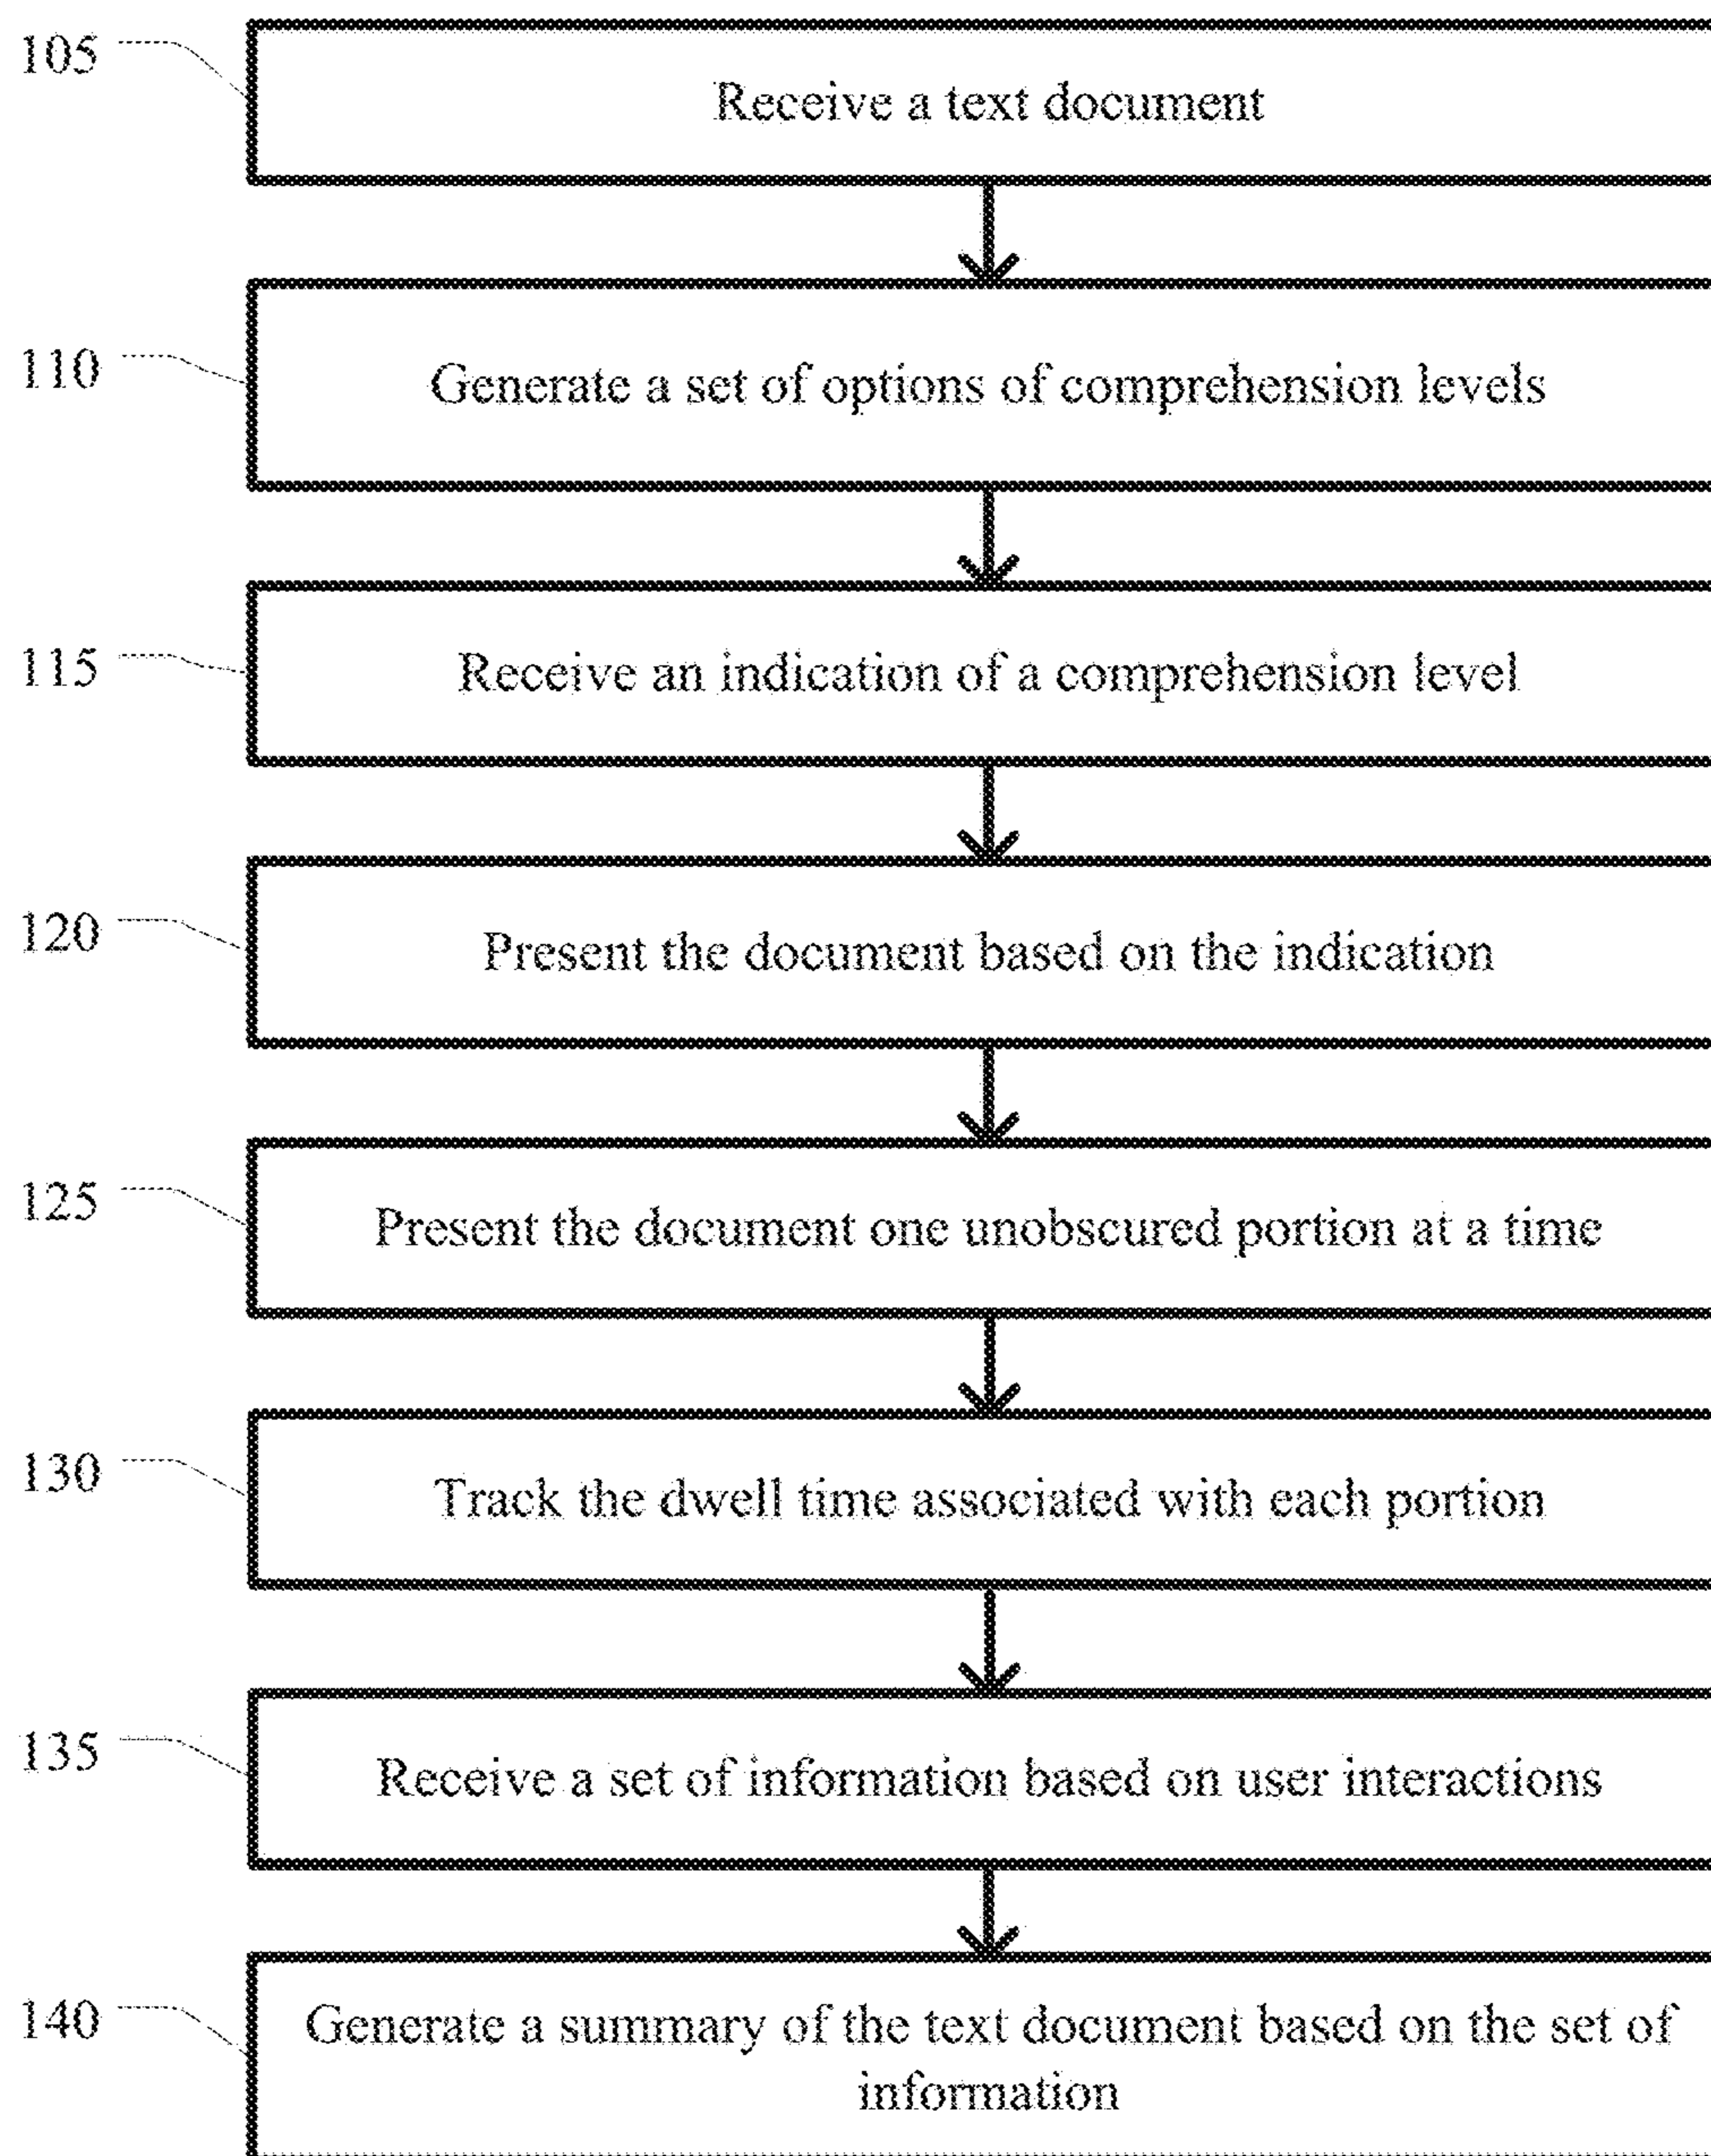 105
Receive a text document
110
Generate a set of options of comprehension levels
115
Receive an indication of a comprehension level
120
Present the document based on the indication
125
Present the document one unobscured portion at a time
130
Track the dwell time associated with each portion
135
Receive a set of information based on user interactions
140
Generate a summary of the text document based on the set of
information